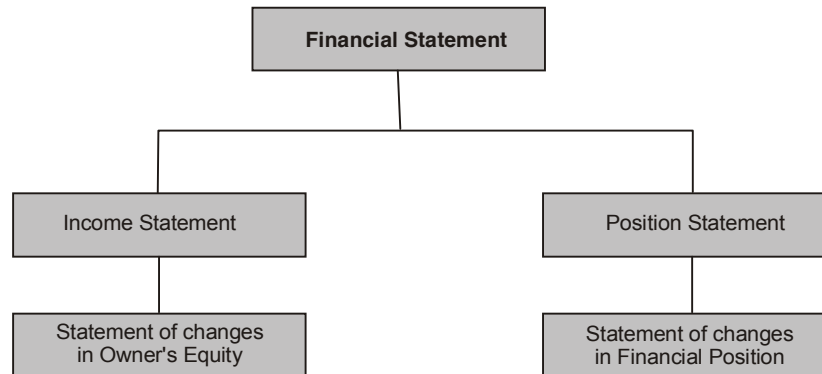 Financial Statement
Income Statement
Position Statement
Statement of changes
in Owner's Equity
Statement of changes
in Financial Position